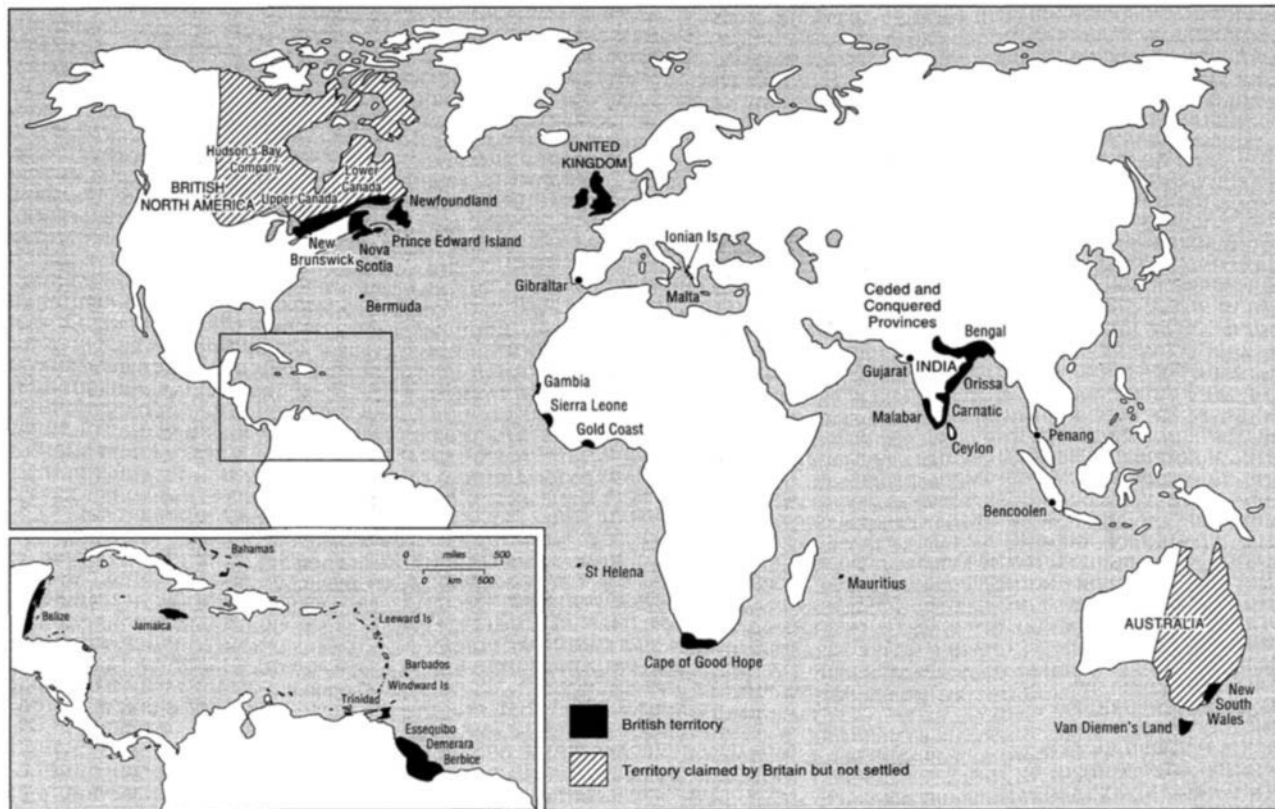 Hudson's Bay
Company
BRITISH
NORTH AMERICA
Upper Canada
Lower
Canada
Newfoundland
Prince Edward Island
New
Brunswick
Nova
Scotia
Bermuda
UNITED
KINGDOM
Gibraltar
Malta
Ionian Is
Ceded and
Conquered
Provinces
Bengal
Gujarat
INDIA
Orissa
Malabar
Carnatic
Ceylon
Penang
Bencoolen
Gambia
Sierra Leone
Gold Coast
St Helena
Mauritius
Cape of Good Hope
AUSTRALIA
New
South
Wales
Van Diemen's Land
Bahamas
0 miles 500
0 km 500
Belize
Jamaica
Leeward Is
Barbados
Windward Is
Trinidad
Essequibo
Demerara
Berbice
British territory
Territory claimed by Britain but not settled